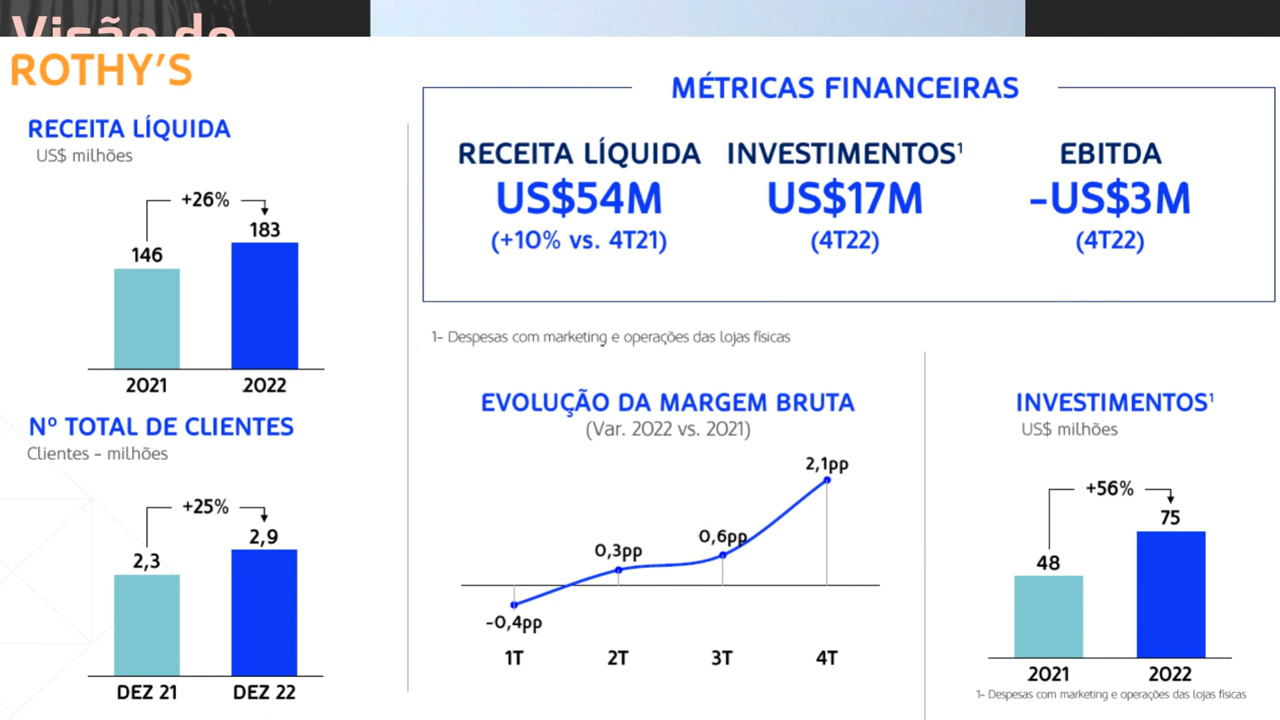 Visão de
ROTHY'S
RECEITA LÍQUIDA
US$ milhões
+26%
146
183
2021
2022
Nº TOTAL DE CLIENTES
Clientes - milhões
+25%
2,3
2,9
DEZ 21
DEZ 22
MÉTRICAS FINANCEIRAS
RECEITA LÍQUIDA
US$54M
(+10% vs. 4T21)
INVESTIMENTOS¹
US$17M
(4T22)
EBITDA
-US$3M
(4T22)
1- Despesas com marketing e operações das lojas físicas
EVOLUÇÃO DA MARGEM BRUTA
(Var. 2022 vs. 2021)
-0,4pp
0,3pp
0,6pp
2,1pp
1T
2T
3T
4T
INVESTIMENTOS¹
US$ milhões
+56%
48
75
2021
2022
1- Despesas com marketing e operações das lojas físicas